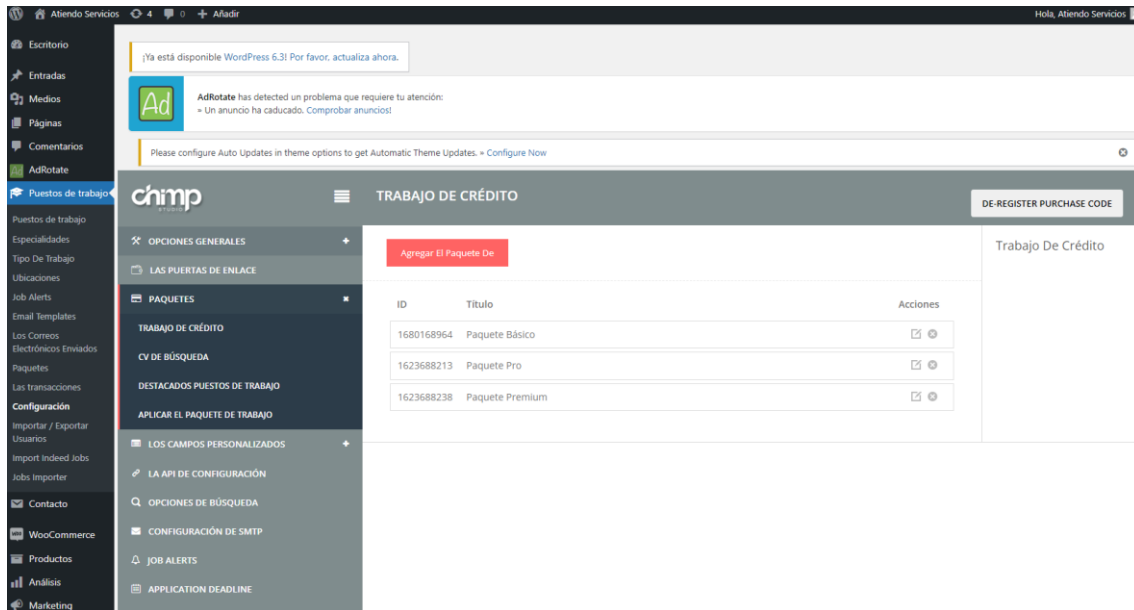 Atiendo Servicios 4 0 + Añadir
Hola, Atiendo Servicios
Escritorio
Entradas
Medios
Páginas
Comentarios
AdRotate
Puestos de trabajo
Puestos de trabajo
Especialidades
Tipo De Trabajo
Ubicaciones
Job Alerts
Email Templates
Los Correos
Electrónicos Enviados
Paquetes
Las transacciones
Configuración
Importar / Exportar
Usuarios
Import Indeed Jobs
Jobs Importer
Contacto
WooCommerce
Productos
Análisis
Marketing
¡Ya está disponible WordPress 6.3! Por favor. actualiza ahora.
Ad
AdRotate has detected un problema que requiere tu atención:
» Un anuncio ha caducado. Comprobar anuncios!
Please configure Auto Updates in theme options to get Automatic Theme Updates. » Configure Now
chimp
STUDIO
TRABAJO DE CRÉDITO
DE-REGISTER PURCHASE CODE
OPCIONES GENERALES
LAS PUERTAS DE ENLACE
PAQUETES
TRABAJO DE CRÉDITO
CV DE BÚSQUEDA
DESTACADOS PUESTOS DE TRABAJO
APLICAR EL PAQUETE DE TRABAJO
LOS CAMPOS PERSONALIZADOS
LA API DE CONFIGURACIÓN
OPCIONES DE BÚSQUEDA
CONFIGURACIÓN DE SMTP
JOB ALERTS
APPLICATION DEADLINE
Agregar El Paquete De
ID Título Acciones
1680168964 Paquete Básico
1623688213 Paquete Pro
1623688238 Paquete Premium
Trabajo De Crédito